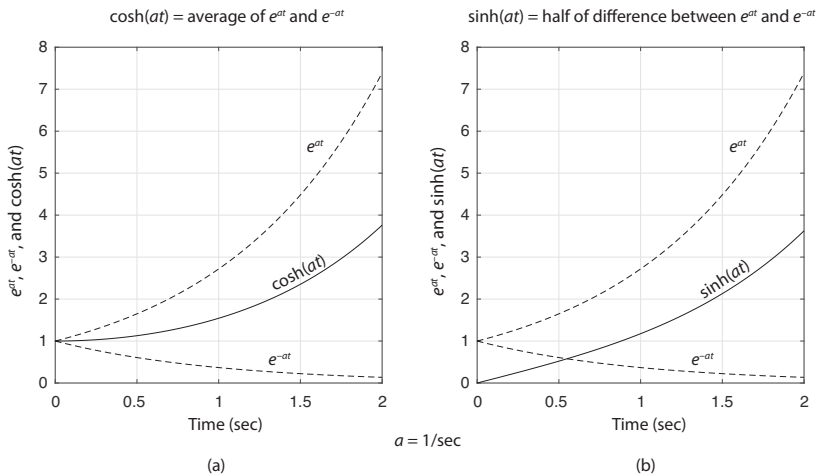 cosh(at) = average of e^at and e^–at
8
7
6
5
4
3
2
1
0
e^at, e^–at, and cosh(at)
e^at
cosh(at)
e^–at
0 0.5 1 1.5 2
Time (sec)
(a)
sinh(at) = half of difference between e^at and e^–at
8
7
6
5
4
3
2
1
0
e^at, e^–at, and sinh(at)
e^at
sinh(at)
e^–at
0 0.5 1 1.5 2
Time (sec)
(b)
a = 1/sec